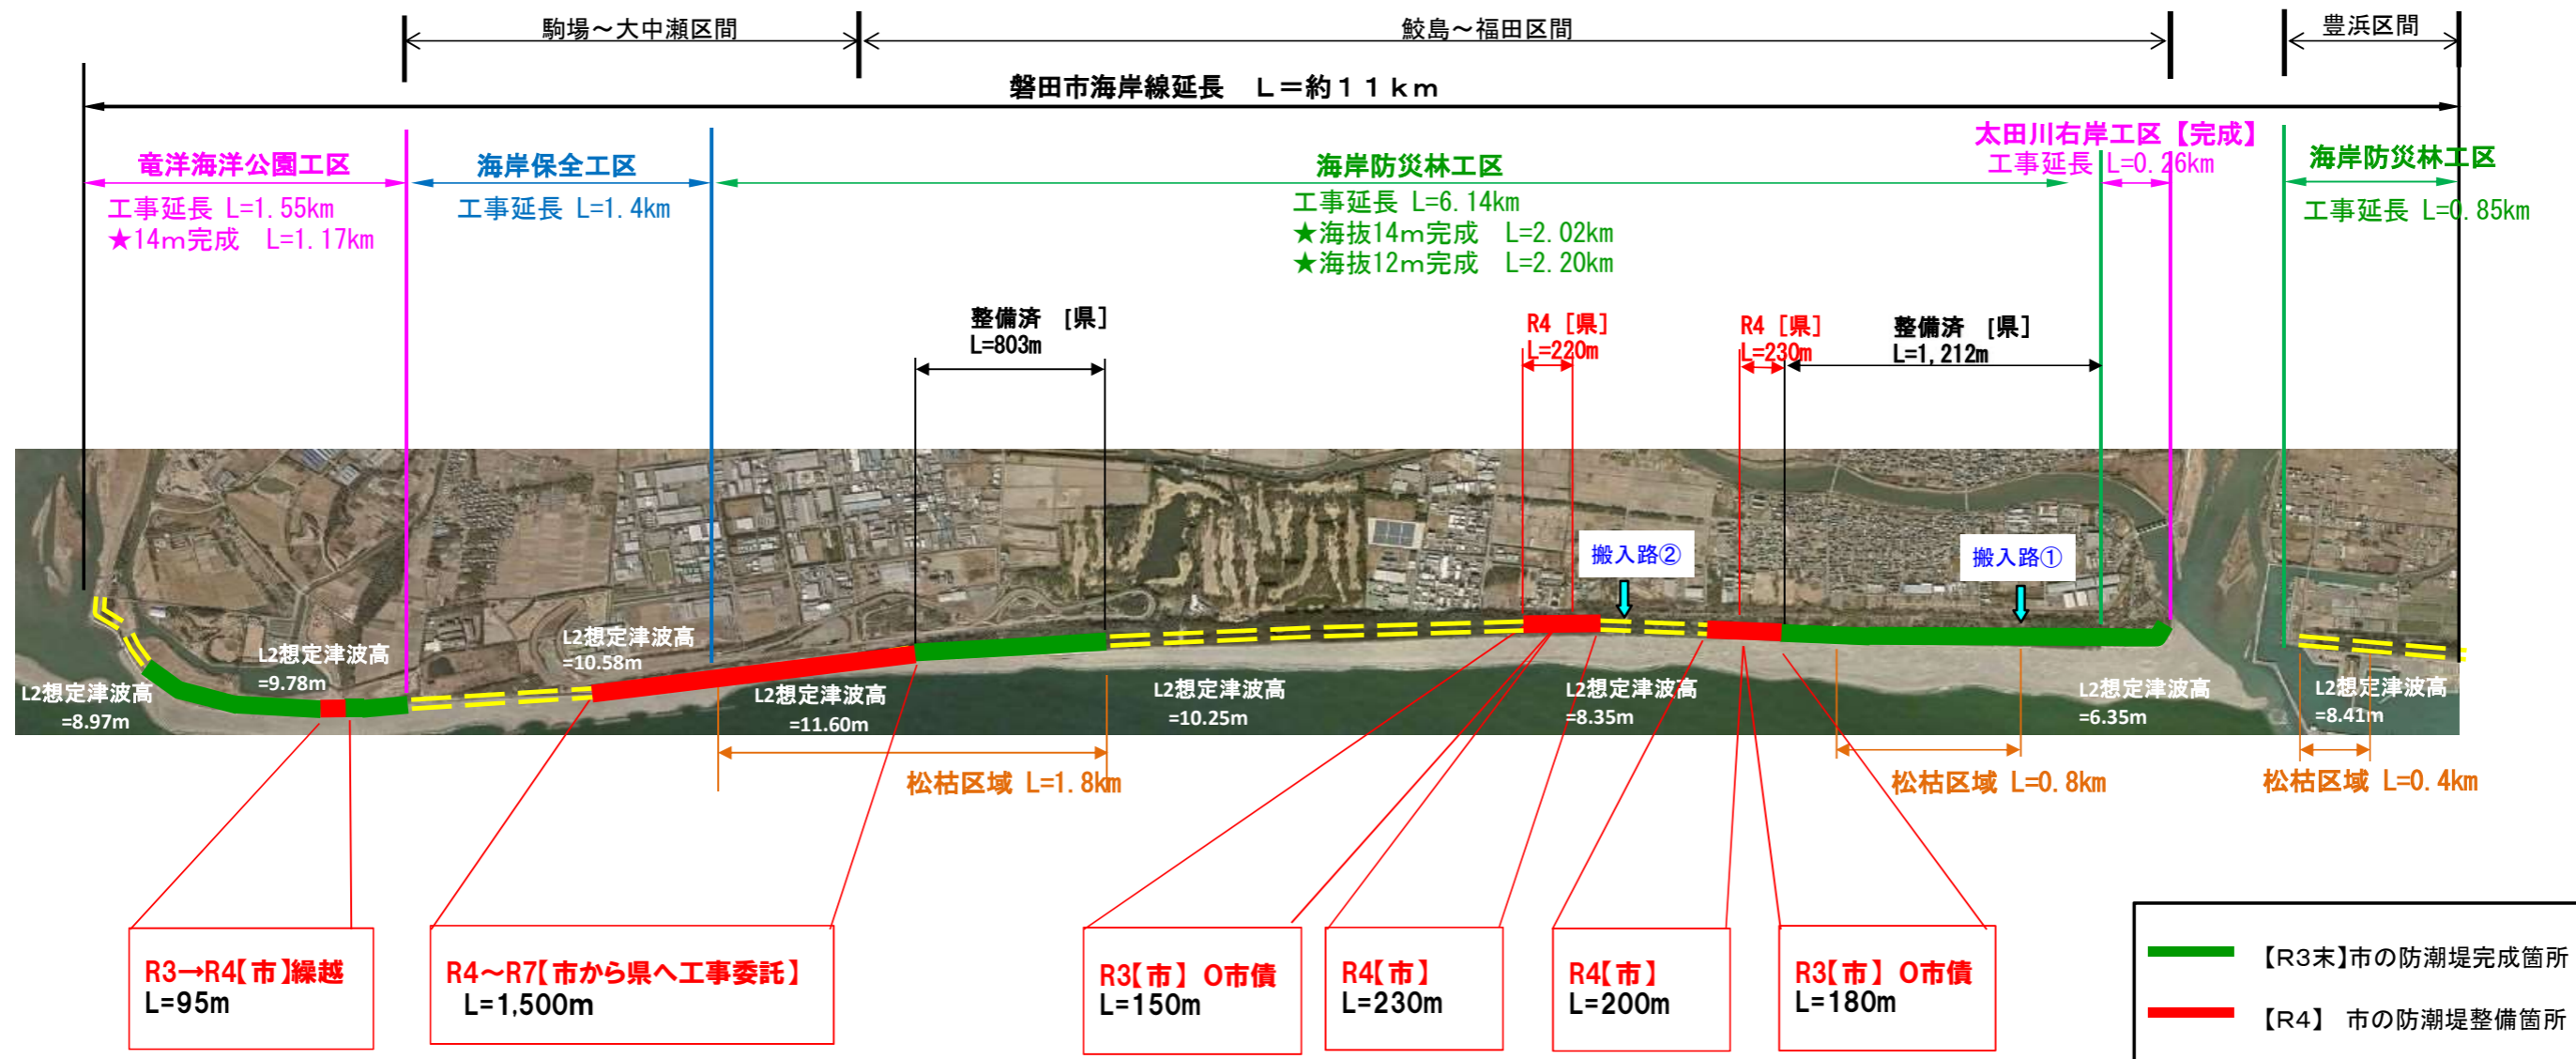 駒場～大中瀬区間
鮫島～福田区間
豊浜区間
磐田市海岸線延長　L＝約１１ｋｍ
竜洋海洋公園工区
工事延長 L=1.55km
★14m完成　L=1.17km
海岸保全工区
工事延長 L=1.4km
海岸防災林工区
工事延長 L=6.14km
★海抜14m完成　L=2.02km
★海抜12m完成　L=2.20km
太田川右岸工区【完成】
工事延長 L=0.26km
海岸防災林工区
工事延長 L=0.85km
整備済　[県]
L=803m
R4 [県]
L=220m
R4 [県]
L=230m
整備済　[県]
L=1,212m
搬入路②
搬入路①
L2想定津波高
=8.97m
L2想定津波高
=9.78m
L2想定津波高
=10.58m
L2想定津波高
=11.60m
L2想定津波高
=10.25m
L2想定津波高
=8.35m
L2想定津波高
=6.35m
L2想定津波高
=8.41m
松枯区域 L=1.8km
松枯区域 L=0.8km
松枯区域 L=0.4km
R3→R4【市】繰越
L=95m
R4～R7【市から県へ工事委託】
L=1,500m
R3【市】０市債
L=150m
R4【市】
L=230m
R4【市】
L=200m
R3【市】０市債
L=180m
【R3末】市の防潮堤完成箇所
【R4】 市の防潮堤整備箇所